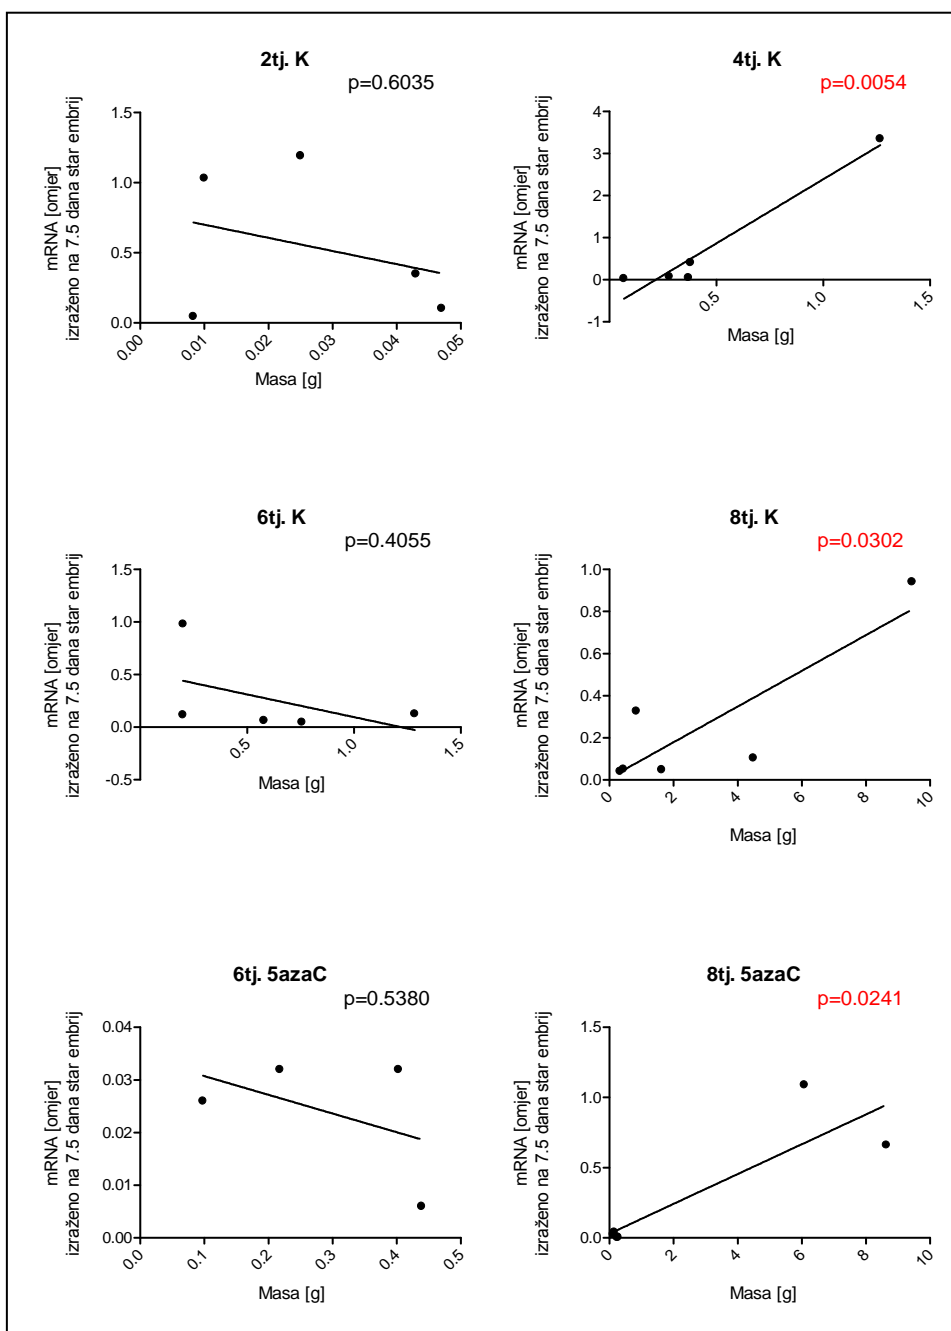 2tj. K
p=0.6035
mRNA [omjer]
izraženo na 7.5 dana star embrij
1.5
1.0
0.5
0.0
0.00
0.01
0.02
0.03
0.04
0.05
Masa [g]
4tj. K
p=0.0054
mRNA [omjer]
izraženo na 7.5 dana star embrij
4
3
2
1
0
-1
0.5
1.0
1.5
Masa [g]
6tj. K
p=0.4055
mRNA [omjer]
izraženo na 7.5 dana star embrij
1.5
1.0
0.5
0.0
-0.5
0.5
1.0
1.5
Masa [g]
8tj. K
p=0.0302
mRNA [omjer]
izraženo na 7.5 dana star embrij
1.0
0.8
0.6
0.4
0.2
0.0
0
2
4
6
8
10
Masa [g]
6tj. 5azaC
p=0.5380
mRNA [omjer]
izraženo na 7.5 dana star embrij
0.04
0.03
0.02
0.01
0.00
0.0
0.1
0.2
0.3
0.4
0.5
Masa [g]
8tj. 5azaC
p=0.0241
mRNA [omjer]
izraženo na 7.5 dana star embrij
1.5
1.0
0.5
0.0
0
2
4
6
8
10
Masa [g]